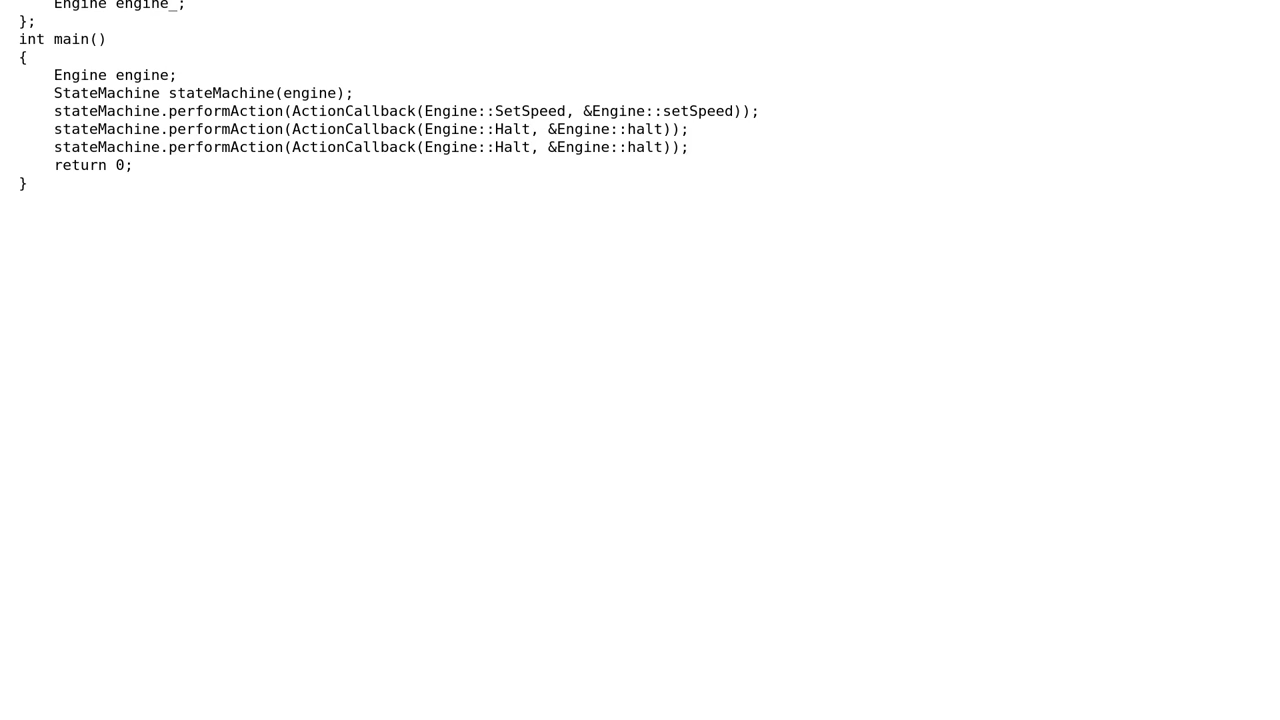 Engine engine_;
};
int main()
{
    Engine engine;
    StateMachine stateMachine(engine);
    stateMachine.performAction(ActionCallback(Engine::SetSpeed, &Engine::setSpeed));
    stateMachine.performAction(ActionCallback(Engine::Halt, &Engine::halt));
    stateMachine.performAction(ActionCallback(Engine::Halt, &Engine::halt));
    return 0;
}